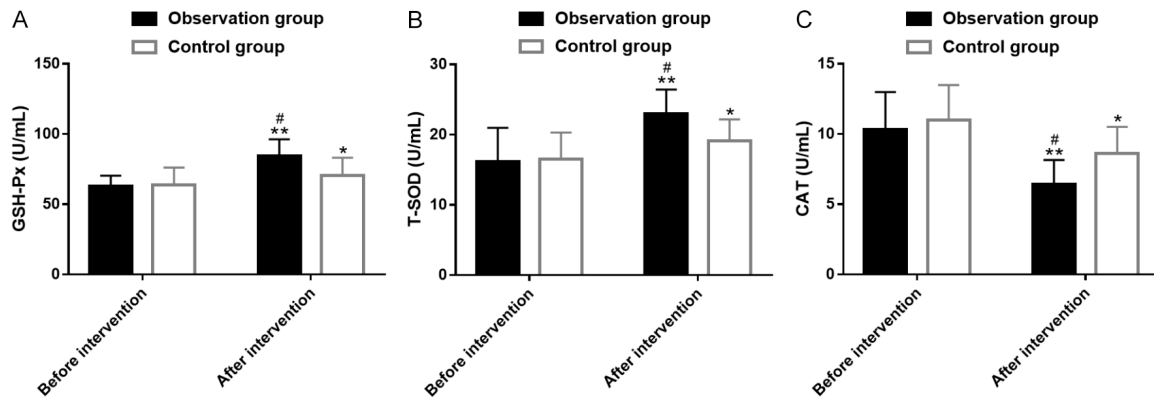 A
Observation group
Control group
GSH-Px (U/mL)
150
100
50
0
#
**
*
Before intervention
After intervention
B
Observation group
Control group
T-SOD (U/mL)
30
20
10
0
#
**
*
Before intervention
After intervention
C
Observation group
Control group
CAT (U/mL)
15
10
5
0
#
**
*
Before intervention
After intervention